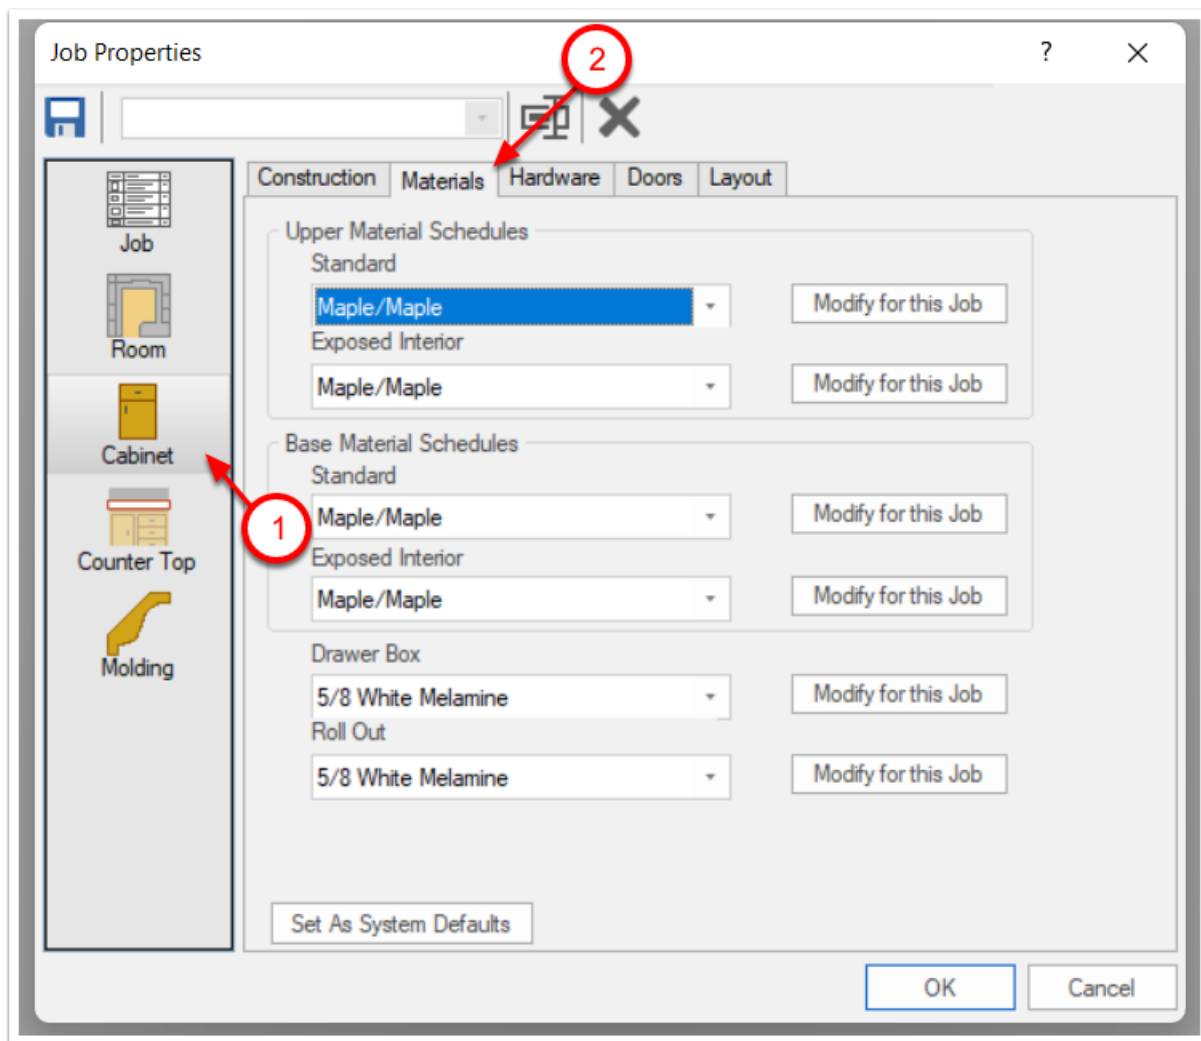 Job Properties
?
2
Job
Room
Cabinet
1
Counter Top
Molding
Construction Materials Hardware Doors Layout
Upper Material Schedules
Standard
Maple/Maple Modify for this Job
Exposed Interior
Maple/Maple Modify for this Job
Base Material Schedules
Standard
Maple/Maple Modify for this Job
Exposed Interior
Maple/Maple Modify for this Job
Drawer Box
5/8 White Melamine Modify for this Job
Roll Out
5/8 White Melamine Modify for this Job
Set As System Defaults
OK Cancel